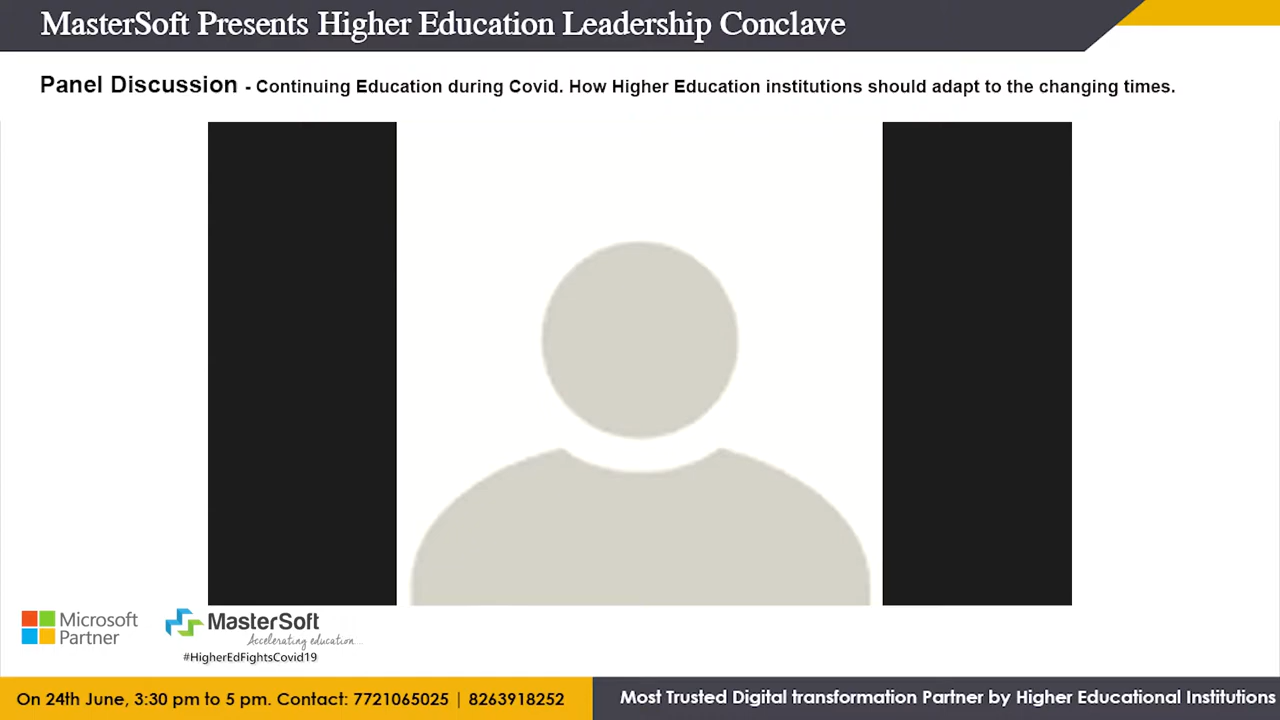 MasterSoft Presents Higher Education Leadership Conclave
Panel Discussion - Continuing Education during Covid. How Higher Education institutions should adapt to the changing times.
Microsoft
Partner
MasterSoft
Accelerating education...
#HigherEdFightsCovid19
On 24th June, 3:30 pm to 5 pm. Contact: 7721065025 | 8263918252
Most Trusted Digital transformation Partner by Higher Educational Institutions